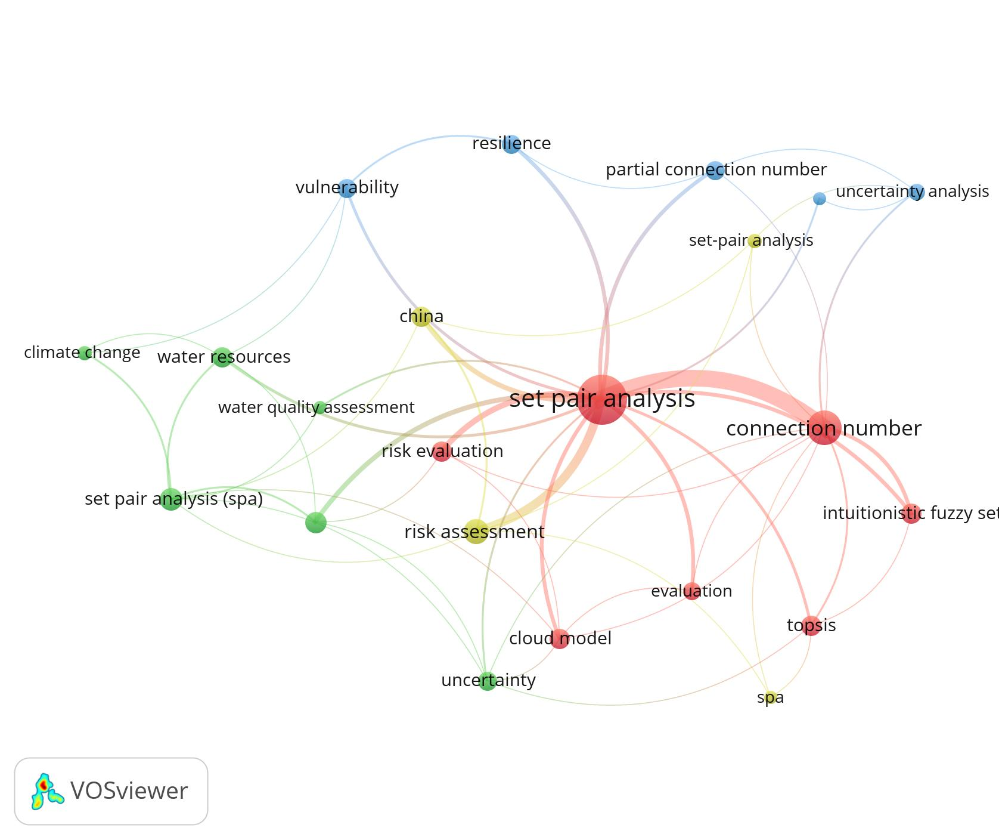 resilience
partial connection number
vulnerability
uncertainty analysis
set-pair analysis
china
climate change
water resources
set pair analysis
water quality assessment
connection number
risk evaluation
set pair analysis (spa)
intuitionistic fuzzy set
risk assessment
evaluation
topsis
cloud model
uncertainty
spa
VOSviewer